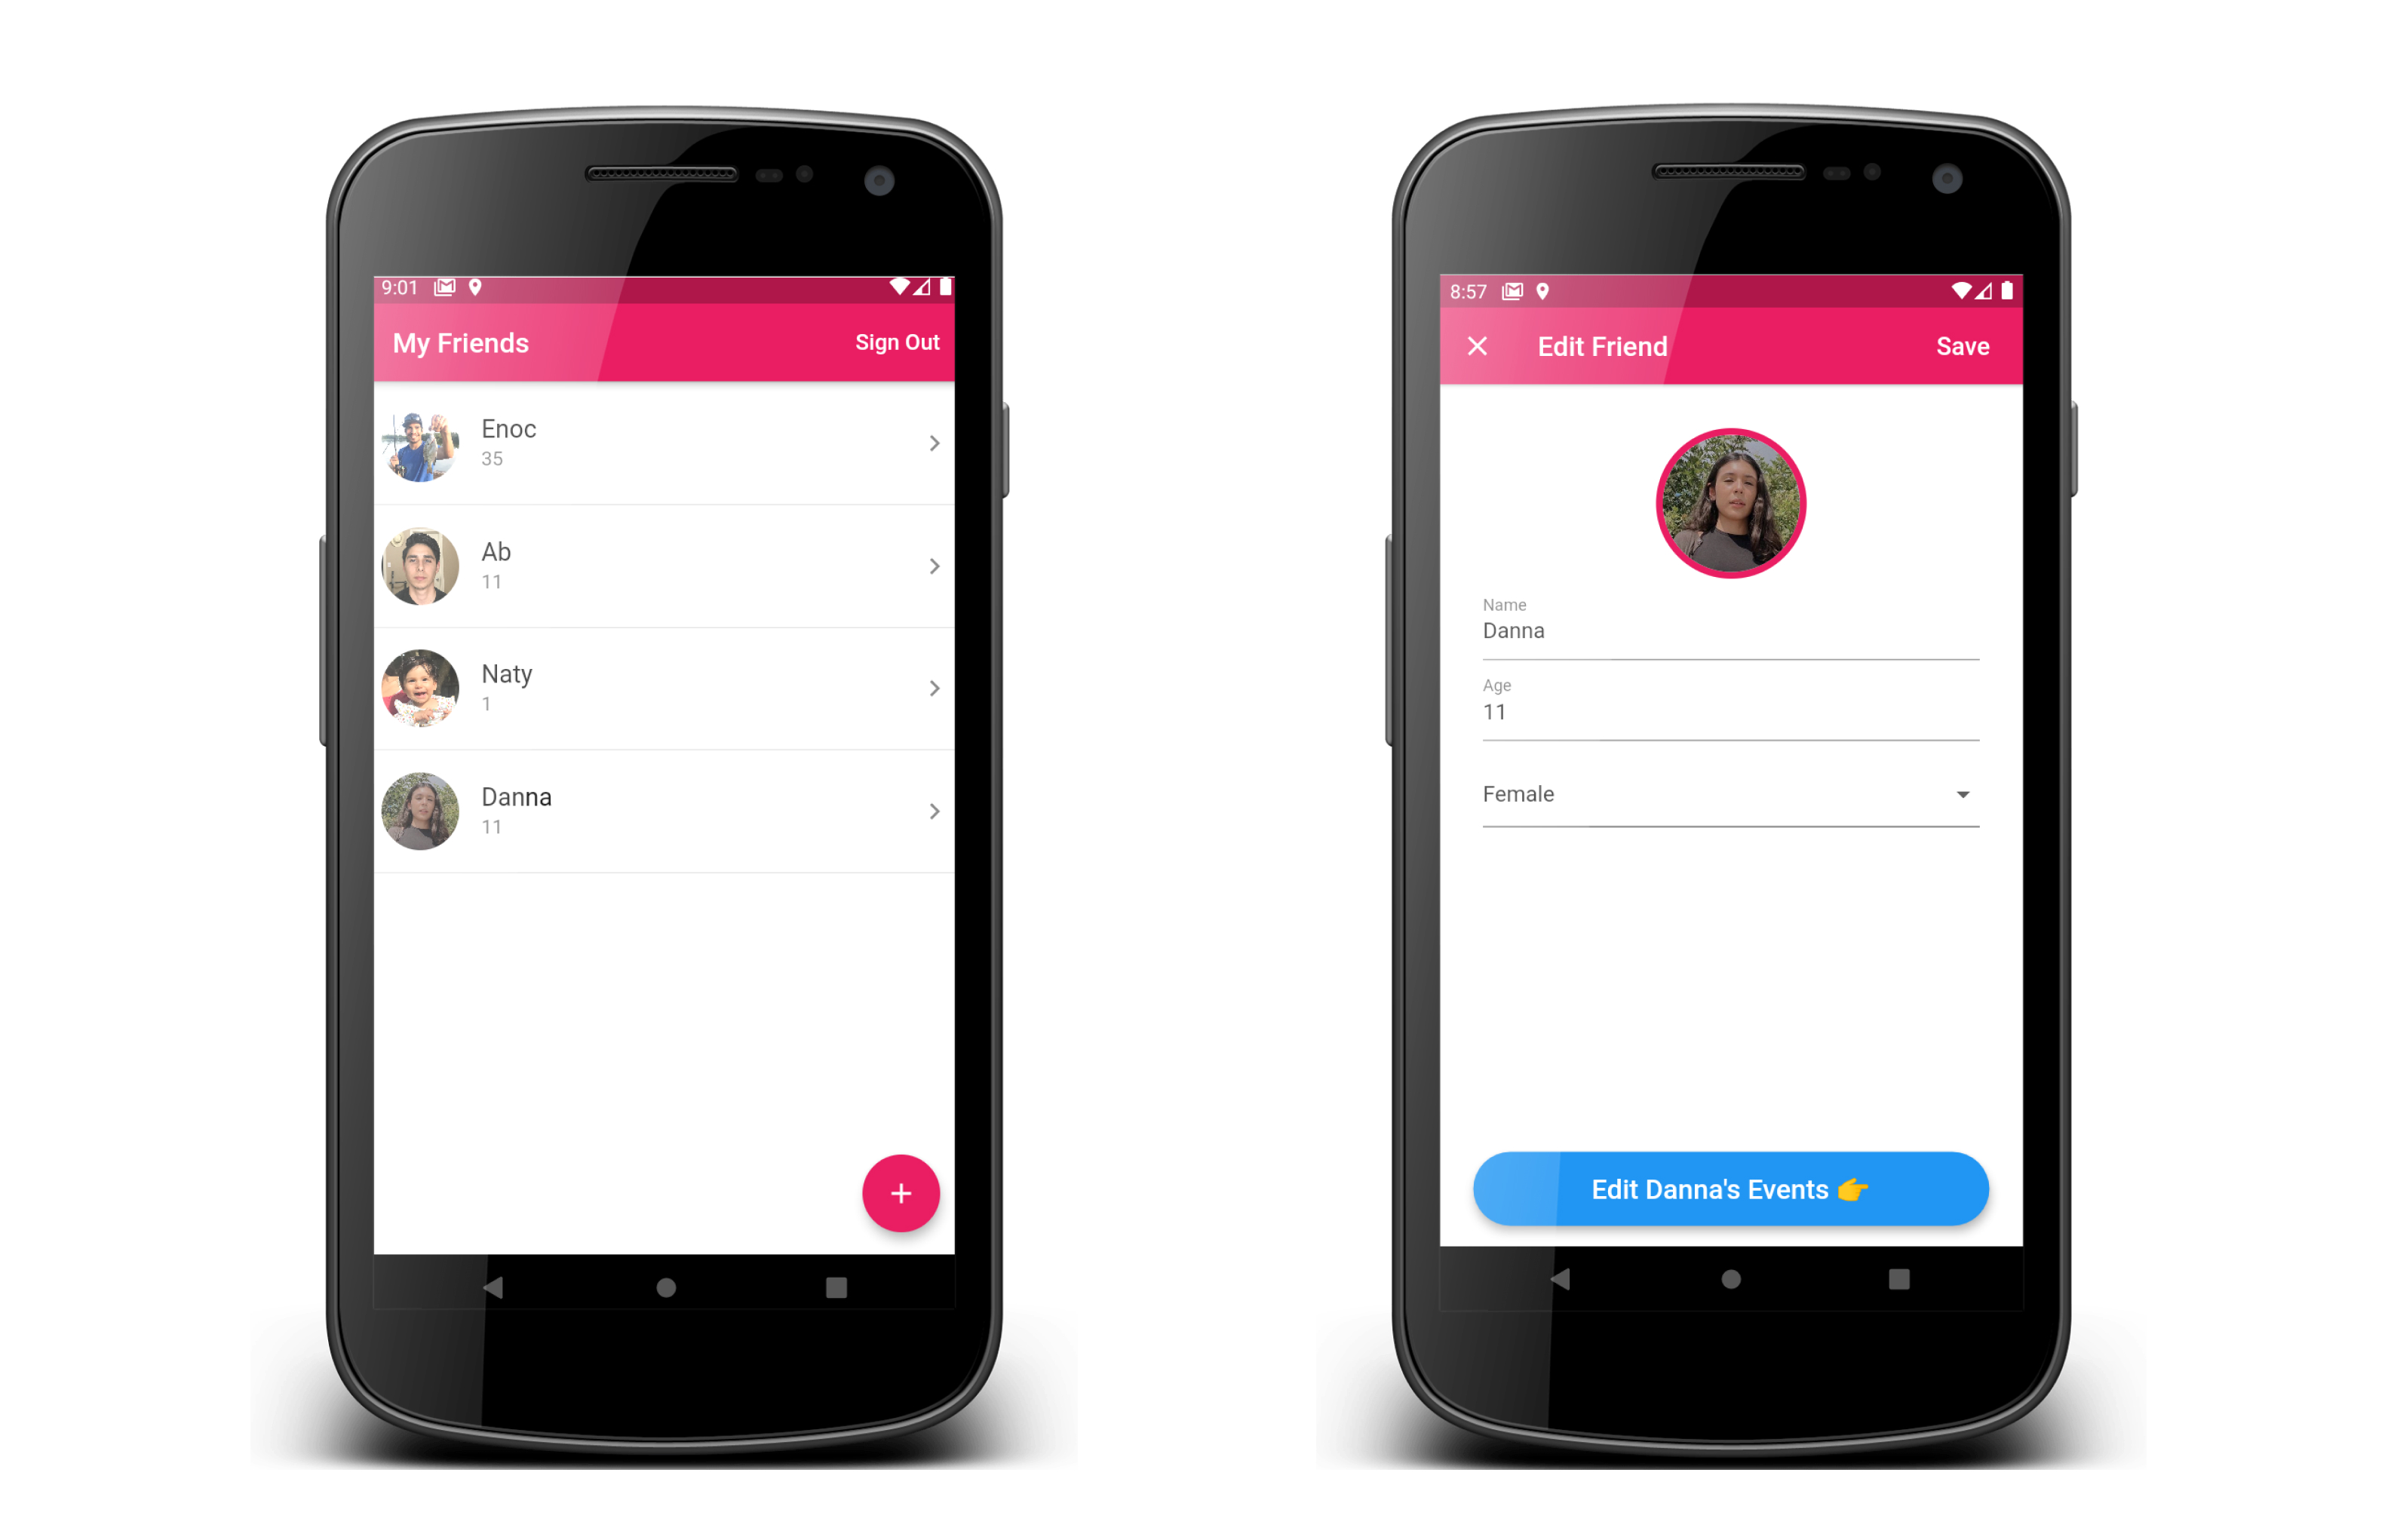 9:01
My Friends
Sign Out
Enoc
35
Ab
11
Naty
1
Danna
11
+
8:57
Edit Friend
Save
Name
Danna
Age
11
Female
Edit Danna's Events 👉